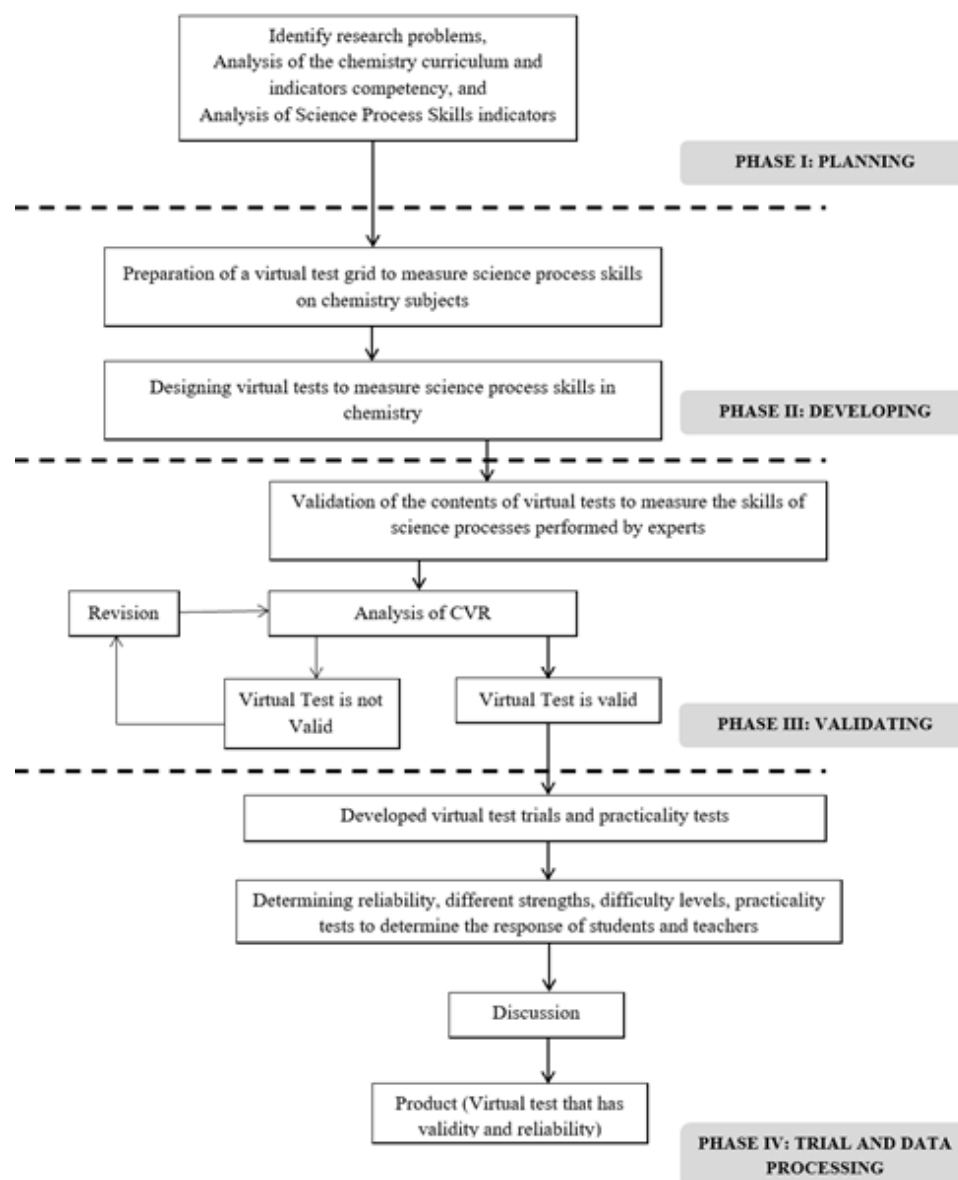 Identify research problems,
Analysis of the chemistry curriculum and
indicators competency, and
Analysis of Science Process Skills indicators
PHASE I: PLANNING
Preparation of a virtual test grid to measure science process skills
on chemistry subjects
Designing virtual tests to measure science process skills in
chemistry
PHASE II: DEVELOPING
Validation of the contents of virtual tests to measure the skills of
science processes performed by experts
Revision
Analysis of CVR
Virtual Test is not
Valid
Virtual Test is valid
PHASE III: VALIDATING
Developed virtual test trials and practicality tests
Determining reliability, different strengths, difficulty levels, practicality
tests to determine the response of students and teachers
Discussion
Product (Virtual test that has
validity and reliability)
PHASE IV: TRIAL AND DATA
PROCESSING